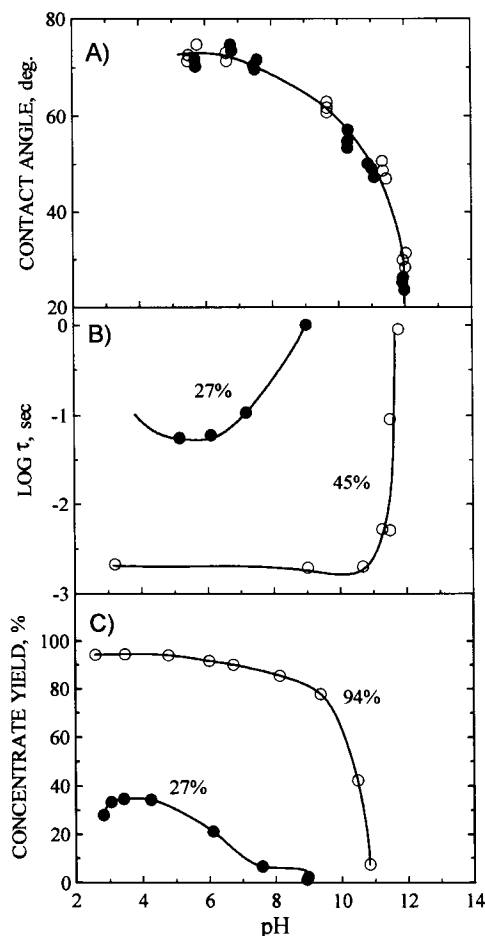 A)
CONTACT ANGLE, deg.
80
60
40
20
B)
LOG τ, sec
0
-1
-2
-3
27%
45%
C)
CONCENTRATE YIELD, %
100
80
60
40
20
0
94%
27%
2 4 6 8 10 12 14
pH